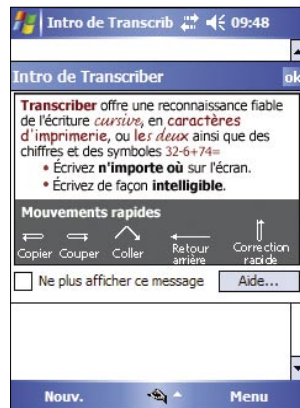 Intro de Transcrib 09:48
Intro de Transcriber ok
Transcriber offre une reconnaissance fiable
de l'écriture cursive, en caractères
d'imprimerie, ou les deux ainsi que des
chiffres et des symboles 32-6+74=
• Écrivez n'importe où sur l'écran.
• Écrivez de façon intelligible.
Mouvements rapides
Copier Couper Coller Retour arrière Correction rapide
Ne plus afficher ce message Aide...
Nouv. Menu